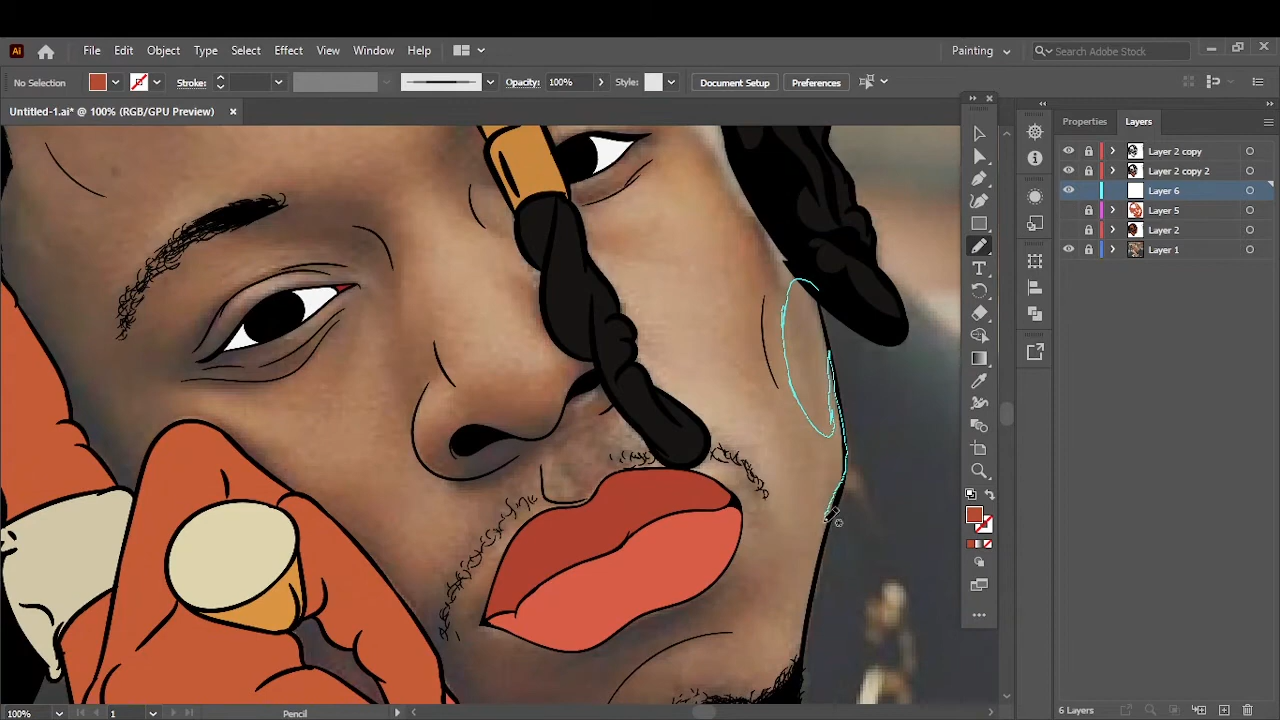 Ai File Edit Object Type Select Effect View Window Help Painting Search Adobe Stock
No Selection Stroke: Opacity: 100% Style: Document Setup Preferences
Untitled-1.ai* @ 100% (RGB/GPU Preview)
Properties Layers
Layer 2 copy
Layer 2 copy 2
Layer 6
Layer 5
Layer 2
Layer 1
100% 1 Pencil 6 Layers